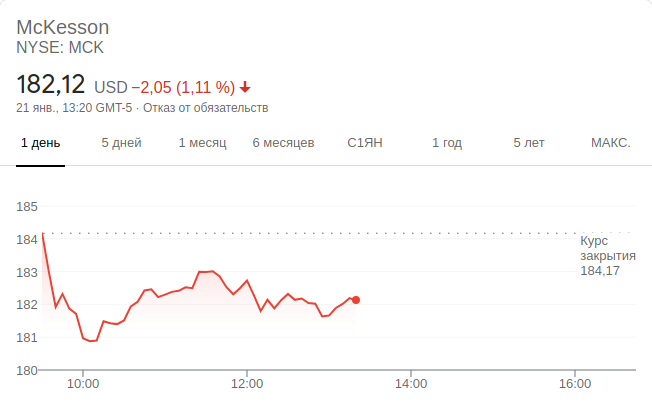 McKesson
NYSE: MCK
182,12 USD −2,05 (1,11 %)
21 янв., 13:20 GMT-5 · Отказ от обязательств
1 день 5 дней 1 месяц 6 месяцев С1ЯН 1 год 5 лет МАКС.
185
184
183
182
181
180
Курс
закрытия
184,17
10:00 12:00 14:00 16:00